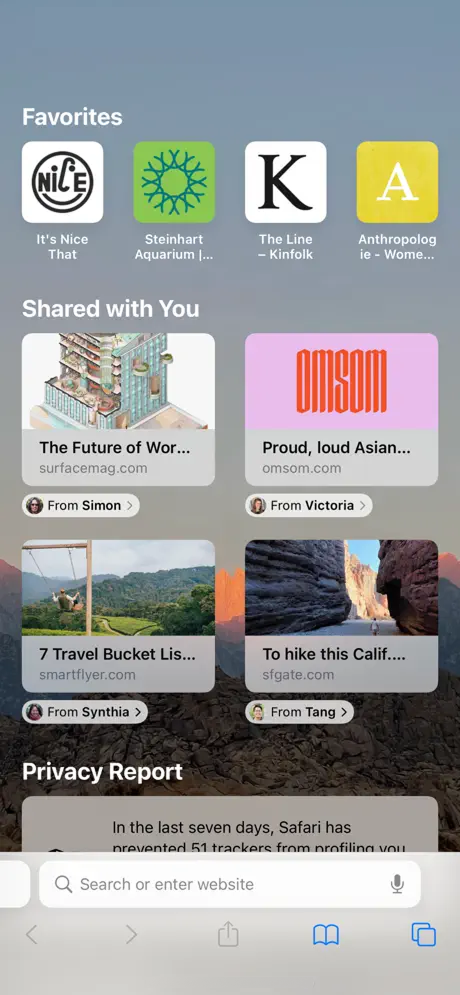 Favorites
NicE
K
A
It's Nice
That
Steinhart
Aquarium |...
The Line
– Kinfolk
Anthropolog
ie - Wome...
Shared with You
OMSOM
The Future of Wor...
surfacemag.com
Proud, loud Asian...
omsom.com
From Simon
From Victoria
7 Travel Bucket Lis...
smartflyer.com
To hike this Calif....
sfgate.com
From Synthia
From Tang
Privacy Report
In the last seven days, Safari has
prevented 51 trackers from profiling you
Search or enter website